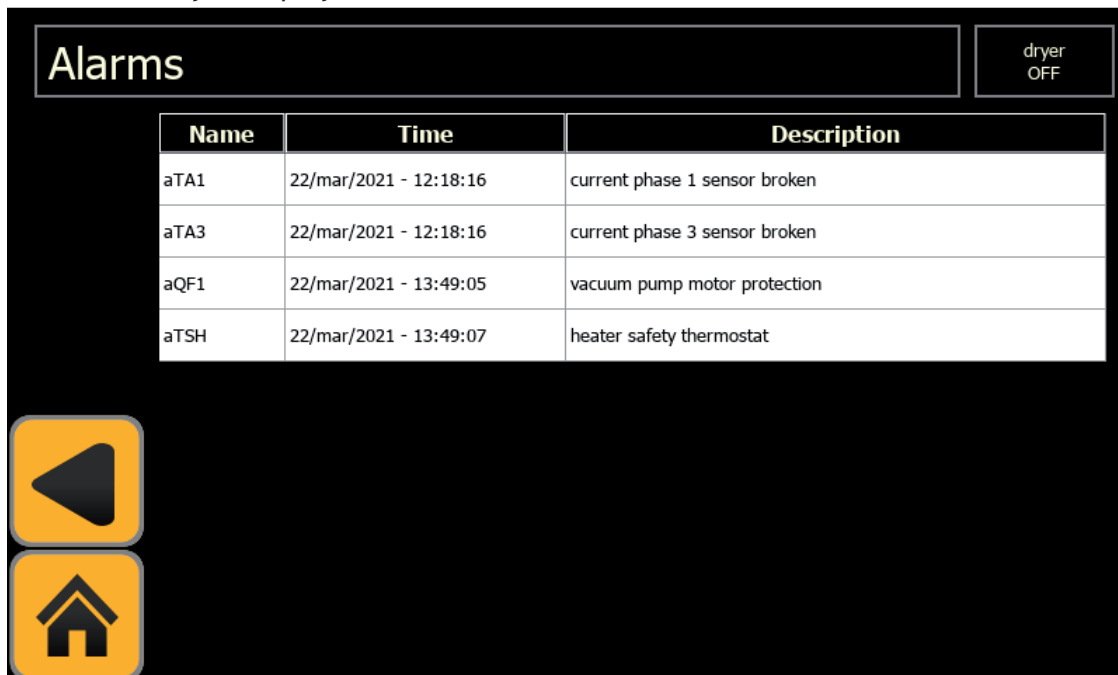 Alarms
dryer
OFF
Name Time Description
aTA1 22/mar/2021 - 12:18:16 current phase 1 sensor broken
aTA3 22/mar/2021 - 12:18:16 current phase 3 sensor broken
aQF1 22/mar/2021 - 13:49:05 vacuum pump motor protection
aTSH 22/mar/2021 - 13:49:07 heater safety thermostat